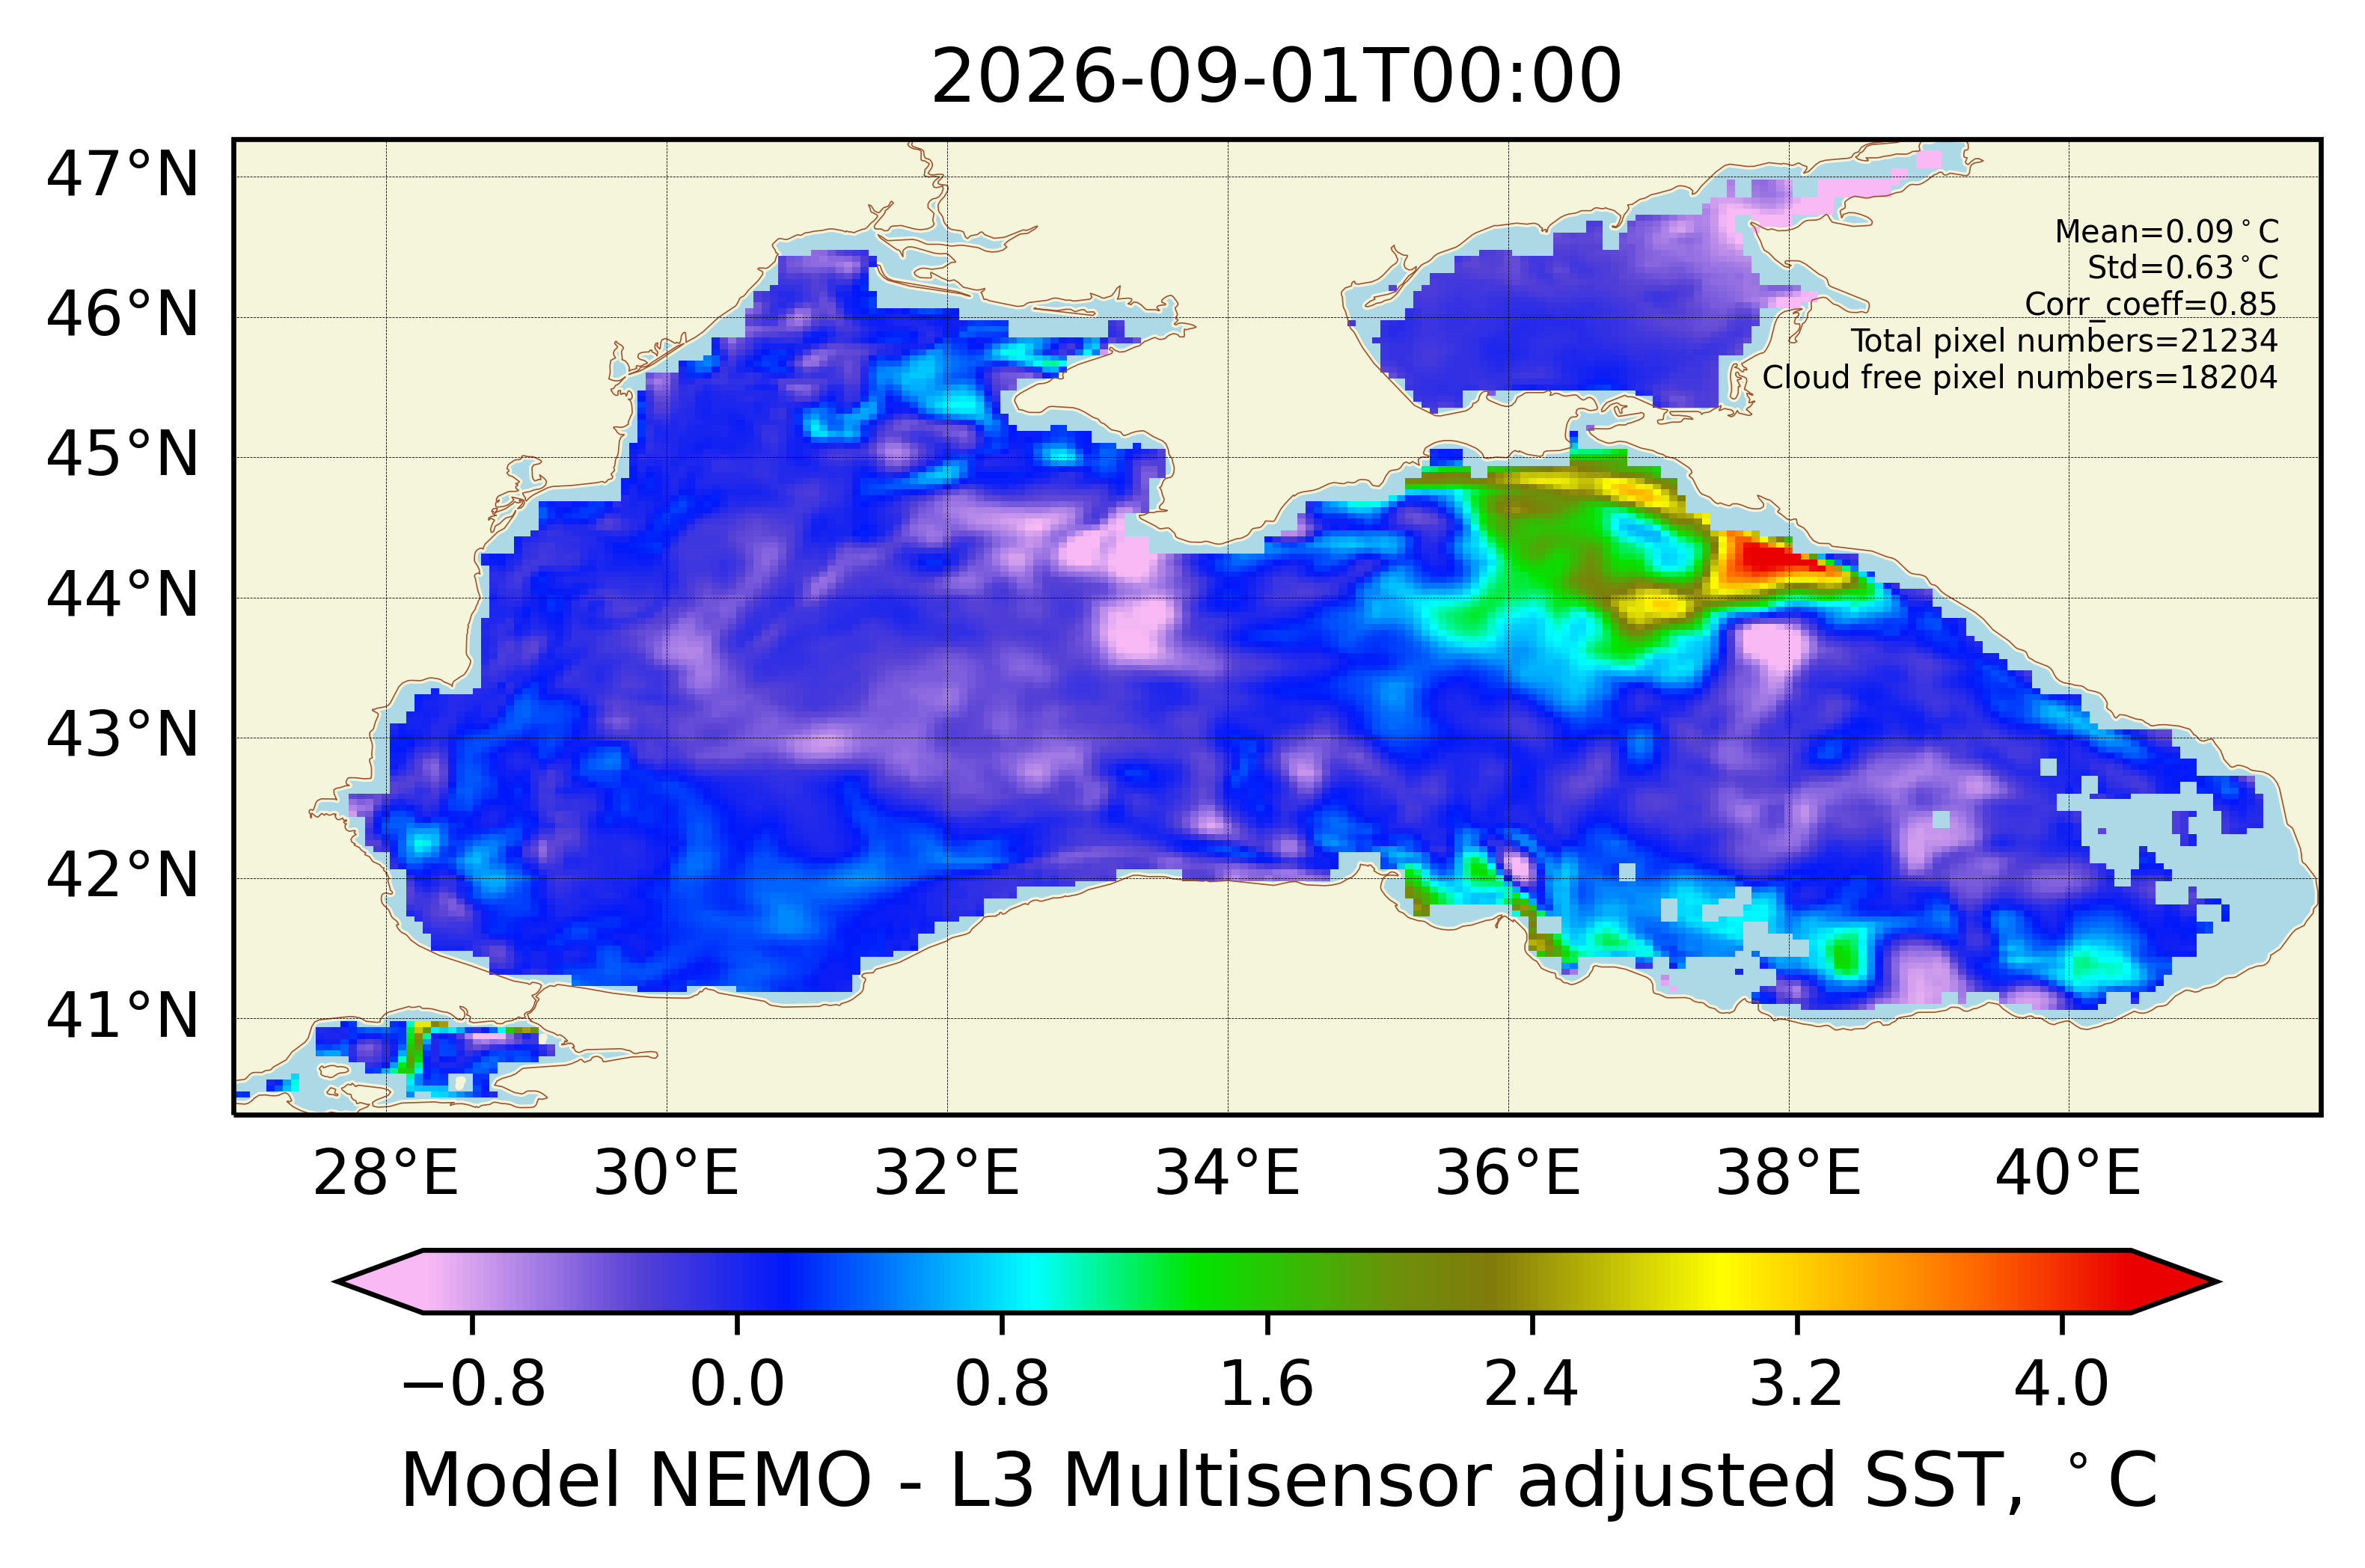 2026-09-01T00:00
47°N
46°N
45°N
44°N
43°N
42°N
41°N
Mean=0.09°C
Std=0.63°C
Corr_coeff=0.85
Total pixel numbers=21234
Cloud free pixel numbers=18204
28°E 30°E 32°E 34°E 36°E 38°E 40°E
−0.8 0.0 0.8 1.6 2.4 3.2 4.0
Model NEMO - L3 Multisensor adjusted SST, °C